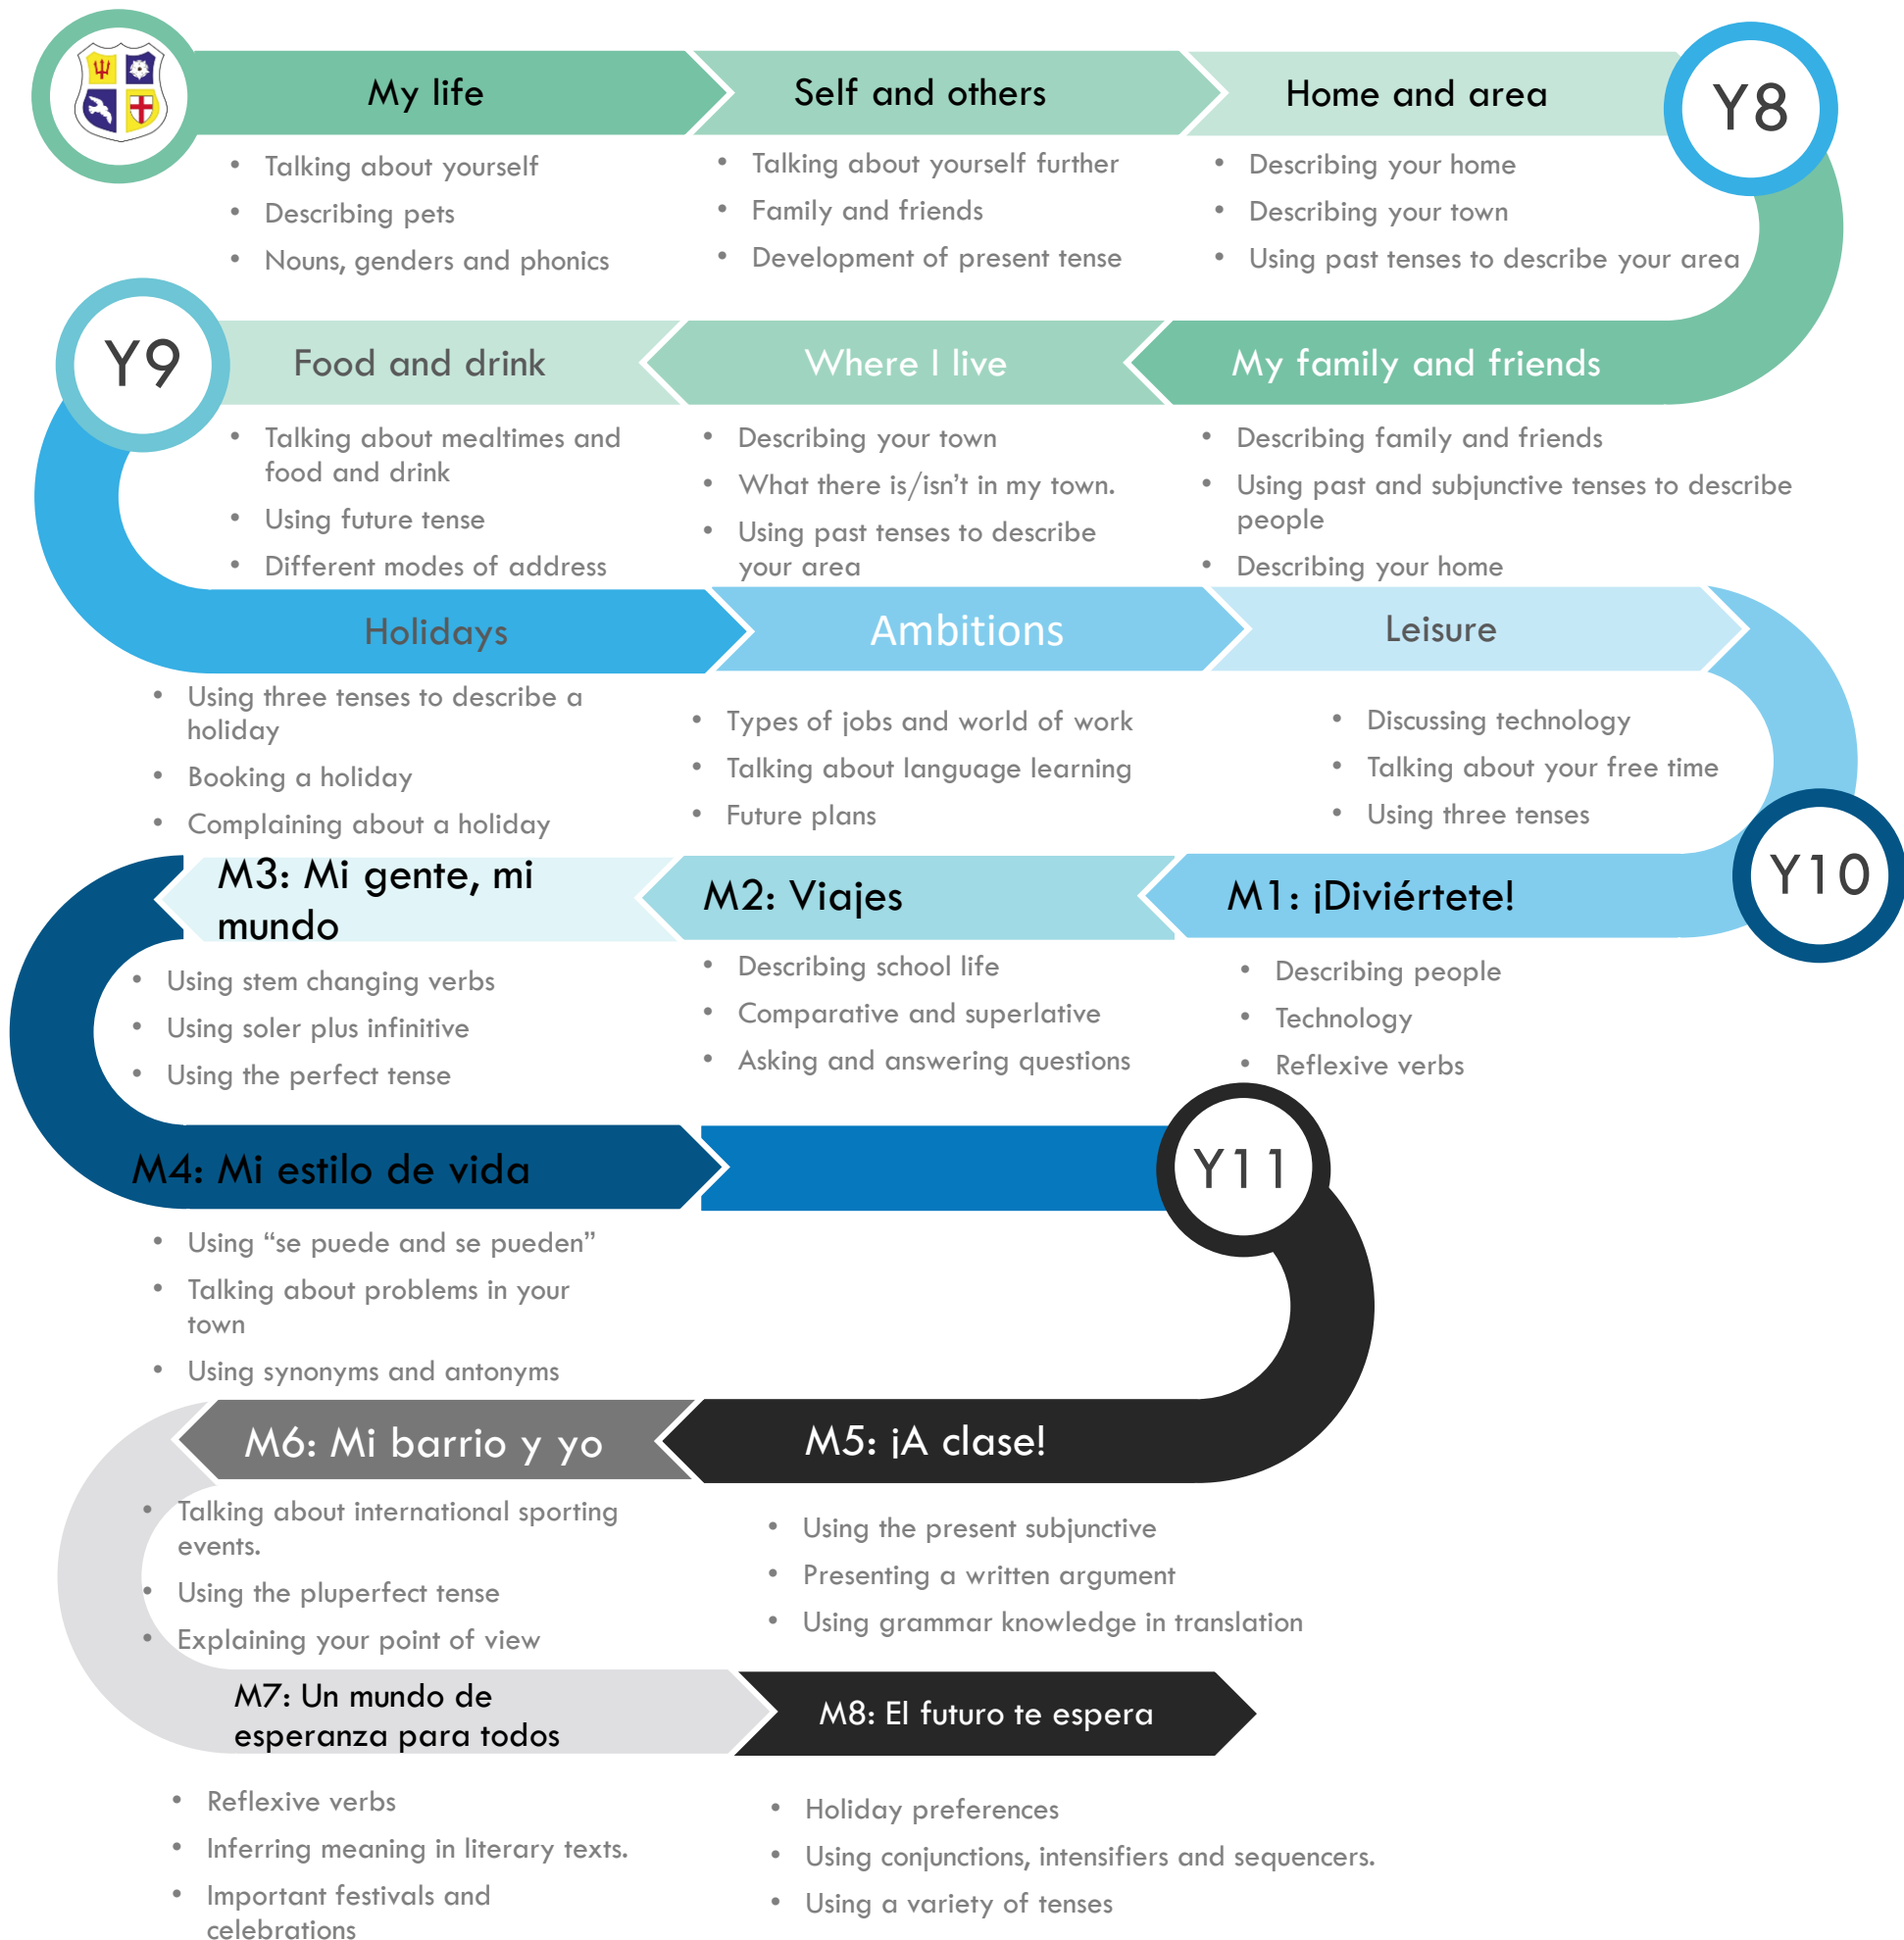 My life
Self and others
Home and area
Y8
• Talking about yourself
• Describing pets
• Nouns, genders and phonics
• Talking about yourself further
• Family and friends
• Development of present tense
• Describing your home
• Describing your town
• Using past tenses to describe your area
My family and friends
Where I live
Food and drink
Y9
• Describing family and friends
• Using past and subjunctive tenses to describe
people
• Describing your home
• Describing your town
• What there is/isn't in my town.
• Using past tenses to describe
your area
• Talking about mealtimes and
food and drink
• Using future tense
• Different modes of address
Holidays
Ambitions
Leisure
• Using three tenses to describe a
holiday
• Booking a holiday
• Complaining about a holiday
• Types of jobs and world of work
• Talking about language learning
• Future plans
• Discussing technology
• Talking about your free time
• Using three tenses
Y10
M1: ¡Diviértete!
M2: Viajes
M3: Mi gente, mi
mundo
• Describing people
• Technology
• Reflexive verbs
• Describing school life
• Comparative and superlative
• Asking and answering questions
• Using stem changing verbs
• Using soler plus infinitive
• Using the perfect tense
M4: Mi estilo de vida
Y11
• Using “se puede and se pueden”
• Talking about problems in your
town
• Using synonyms and antonyms
M5: ¡A clase!
M6: Mi barrio y yo
• Using the present subjunctive
• Presenting a written argument
• Using grammar knowledge in translation
• Talking about international sporting
events.
• Using the pluperfect tense
• Explaining your point of view
M7: Un mundo de
esperanza para todos
M8: El futuro te espera
• Reflexive verbs
• Inferring meaning in literary texts.
• Important festivals and
celebrations
• Holiday preferences
• Using conjunctions, intensifiers and sequencers.
• Using a variety of tenses